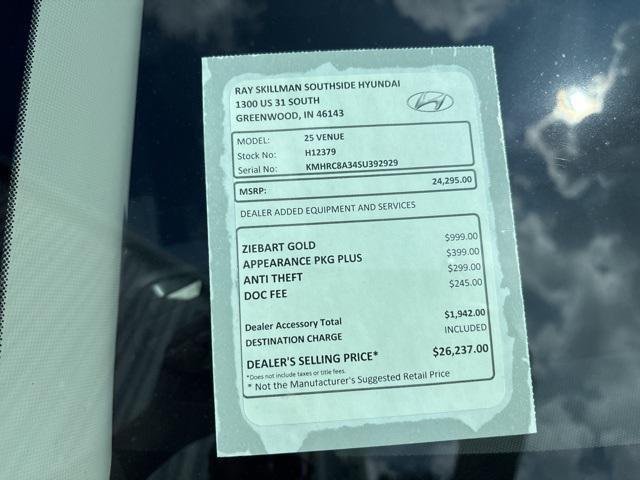 RAY SKILLMAN SOUTHSIDE HYUNDAI
1300 US 31 SOUTH
GREENWOOD, IN 46143
MODEL: 25 VENUE
Stock No: H12379
Serial No: KMHRC8A34SU392929
MSRP: 24,295.00
DEALER ADDED EQUIPMENT AND SERVICES
ZIEBART GOLD $999.00
APPEARANCE PKG PLUS $399.00
ANTI THEFT $299.00
DOC FEE $245.00
Dealer Accessory Total $1,942.00
DESTINATION CHARGE INCLUDED
DEALER'S SELLING PRICE* $26,237.00
*Does not include taxes or title fees.
* Not the Manufacturer's Suggested Retail Price